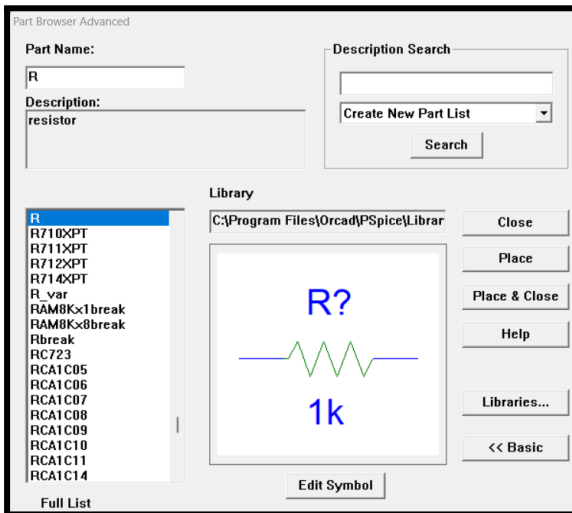 Part Browser Advanced
Part Name:
R
Description:
resistor
Description Search
Create New Part List
Search
Library
C:\Program Files\Orcad\PSpice\Librar
R
R710XPT
R711XPT
R712XPT
R714XPT
R_var
RAM8Kx1break
RAM8Kx8break
Rbreak
RC723
RCA1C05
RCA1C06
RCA1C07
RCA1C08
RCA1C09
RCA1C10
RCA1C11
RCA1C14
Full List
R?
1k
Edit Symbol
Close
Place
Place & Close
Help
Libraries...
<< Basic